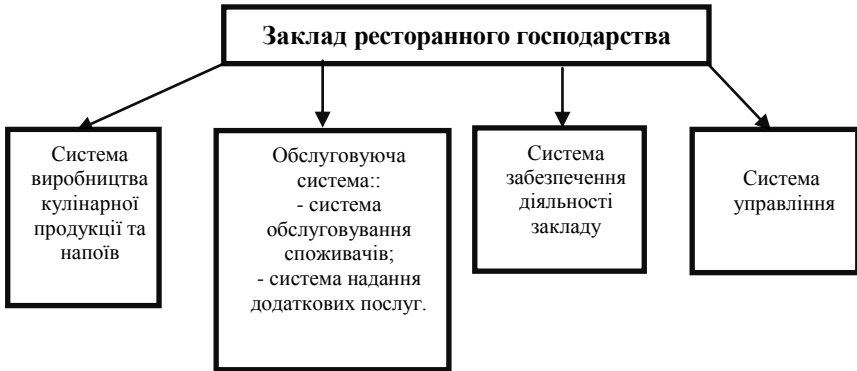 Заклад ресторанного господарства
Система
виробництва
кулінарної
продукції та
напоїв
Обслуговуюча
система::
- система
обслуговування
споживачів;
- система надання
додаткових послуг.
Система
забезпечення
діяльності
закладу
Система
управління